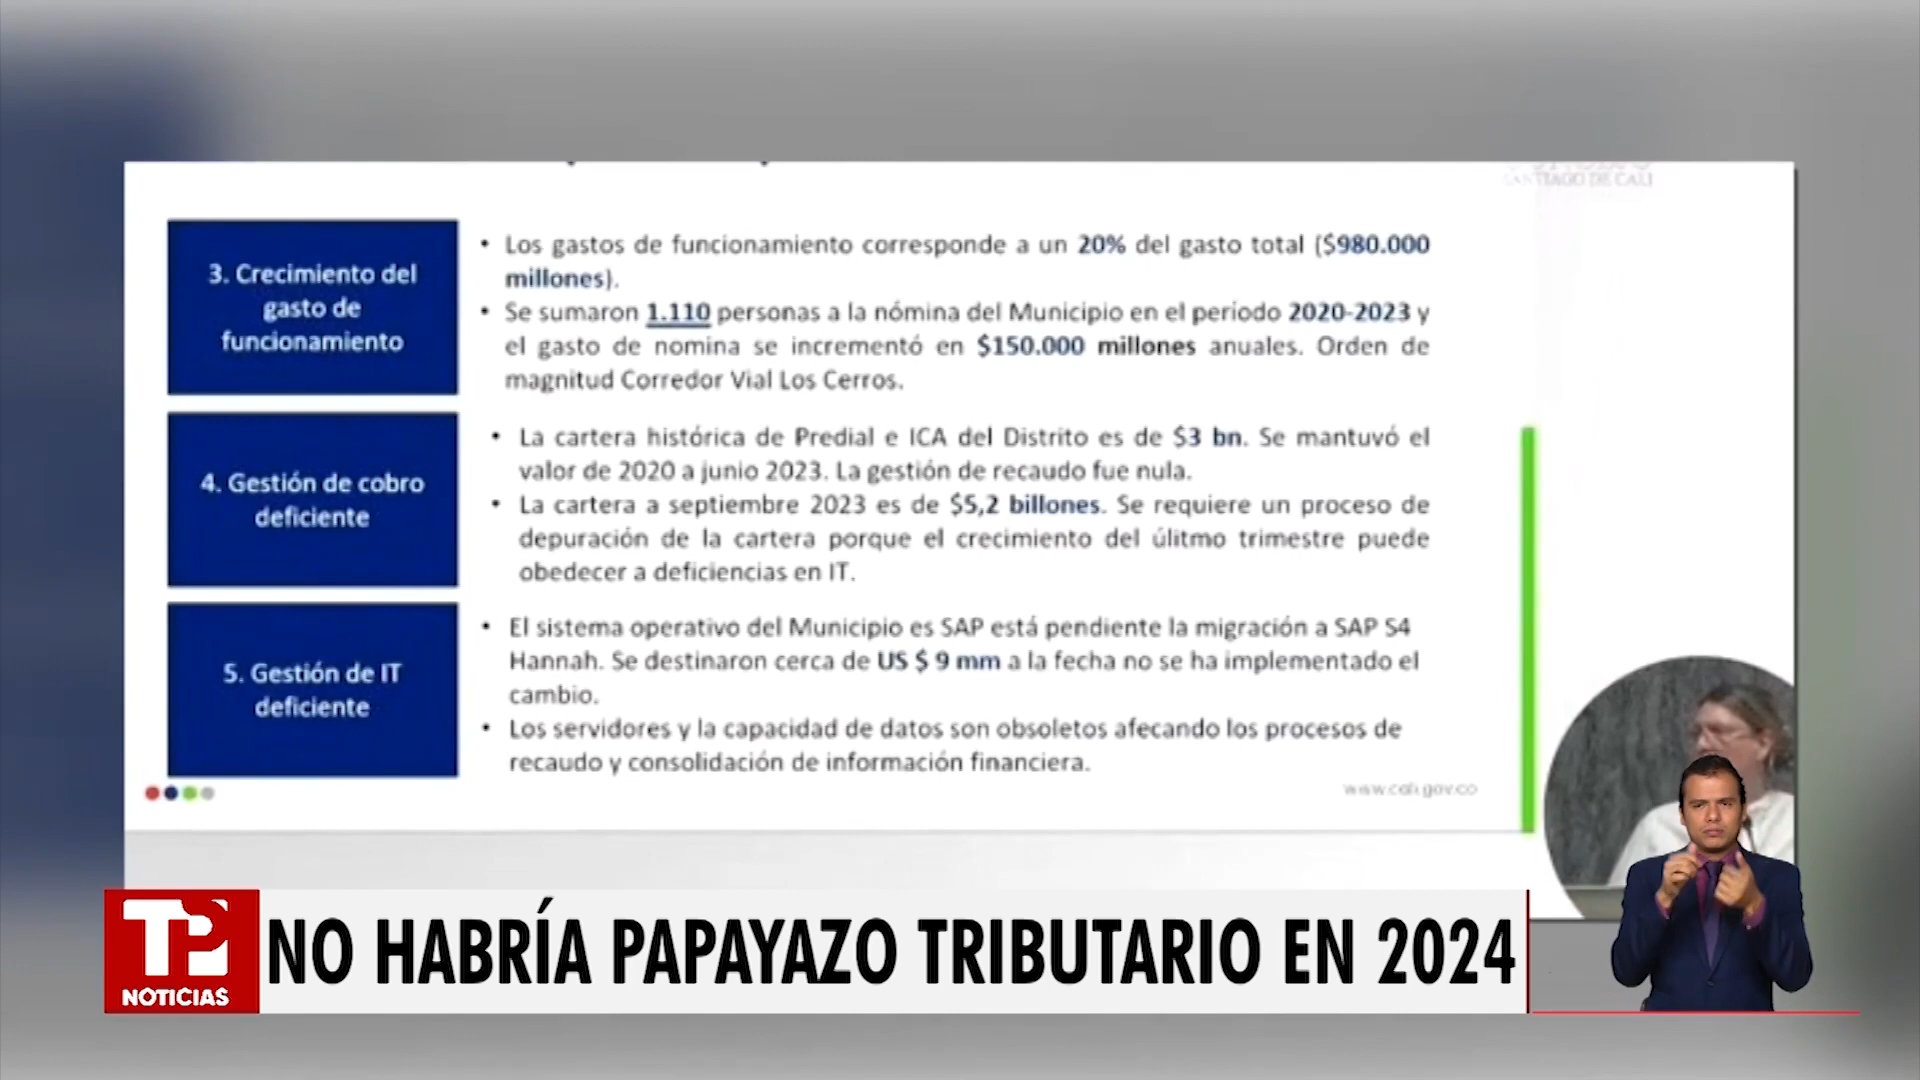 SANTIAGO DE CALI
3. Crecimiento del
gasto de
funcionamiento
• Los gastos de funcionamiento corresponde a un 20% del gasto total ($980.000
millones).
• Se sumaron 1.110 personas a la nómina del Municipio en el período 2020-2023 y
el gasto de nomina se incrementó en $150.000 millones anuales. Orden de
magnitud Corredor Vial Los Cerros.
4. Gestión de cobro
deficiente
• La cartera histórica de Predial e ICA del Distrito es de $3 bn. Se mantuvó el
valor de 2020 a junio 2023. La gestión de recaudo fue nula.
• La cartera a septiembre 2023 es de $5,2 billones. Se requiere un proceso de
depuración de la cartera porque el crecimiento del úlitmo trimestre puede
obedecer a deficiencias en IT.
5. Gestión de IT
deficiente
• El sistema operativo del Municipio es SAP está pendiente la migración a SAP S4
Hannah. Se destinaron cerca de US $ 9 mm a la fecha no se ha implementado el
cambio.
• Los servidores y la capacidad de datos son obsoletos afecando los procesos de
recaudo y consolidación de información financiera.
www.cali.gov.co
TP
NOTICIAS
NO HABRÍA PAPAYAZO TRIBUTARIO EN 2024